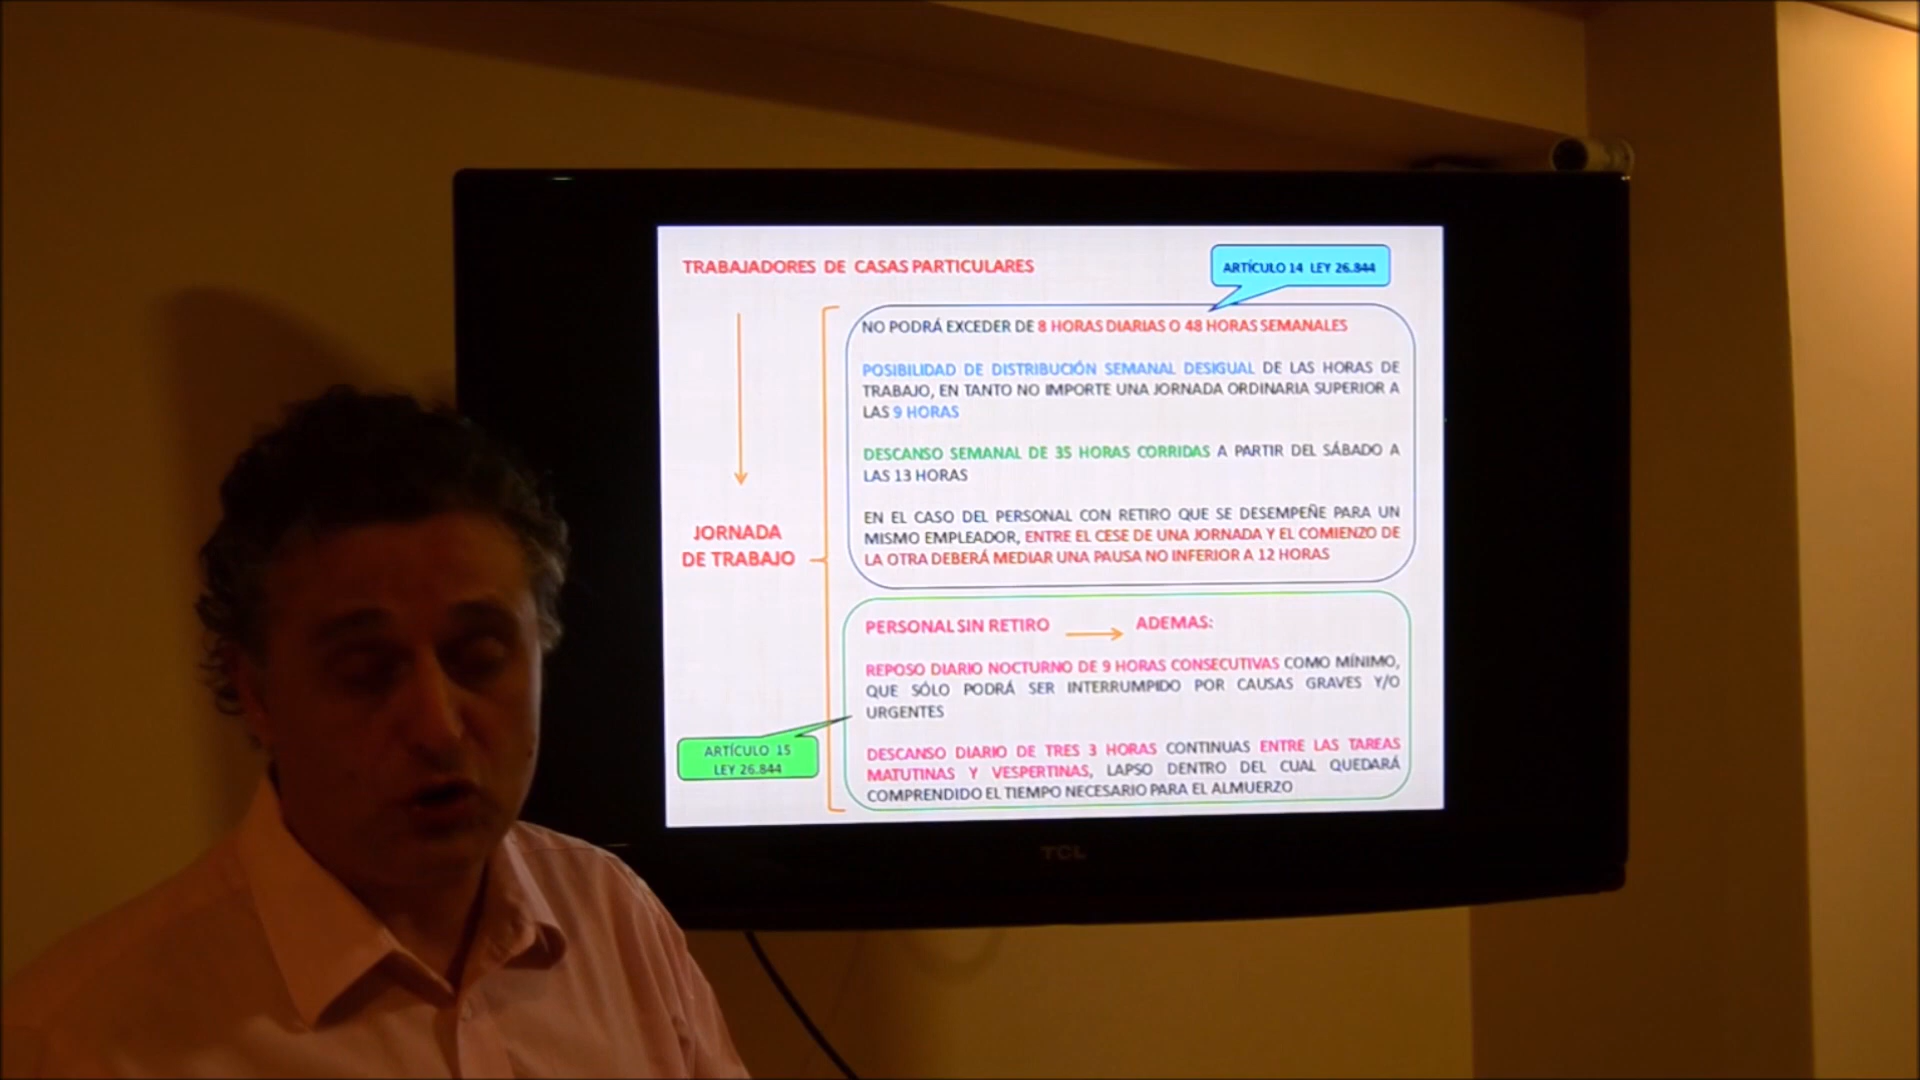 TRABAJADORES DE CASAS PARTICULARES
ARTÍCULO 14 LEY 26.844
NO PODRÁ EXCEDER DE 8 HORAS DIARIAS O 48 HORAS SEMANALES
POSIBILIDAD DE DISTRIBUCIÓN SEMANAL DESIGUAL DE LAS HORAS DE
TRABAJO, EN TANTO NO IMPORTE UNA JORNADA ORDINARIA SUPERIOR A
LAS 9 HORAS
DESCANSO SEMANAL DE 35 HORAS CORRIDAS A PARTIR DEL SÁBADO A
LAS 13 HORAS
EN EL CASO DEL PERSONAL CON RETIRO QUE SE DESEMPEÑE PARA UN
MISMO EMPLEADOR, ENTRE EL CESE DE UNA JORNADA Y EL COMIENZO DE
LA OTRA DEBERÁ MEDIAR UNA PAUSA NO INFERIOR A 12 HORAS
JORNADA
DE TRABAJO
PERSONAL SIN RETIRO ADEMAS:
REPOSO DIARIO NOCTURNO DE 9 HORAS CONSECUTIVAS COMO MÍNIMO,
QUE SÓLO PODRÁ SER INTERRUMPIDO POR CAUSAS GRAVES Y/O
URGENTES
ARTÍCULO 15
LEY 26.844
DESCANSO DIARIO DE TRES 3 HORAS CONTINUAS ENTRE LAS TAREAS
MATUTINAS Y VESPERTINAS, LAPSO DENTRO DEL CUAL QUEDARÁ
COMPRENDIDO EL TIEMPO NECESARIO PARA EL ALMUERZO
TCL